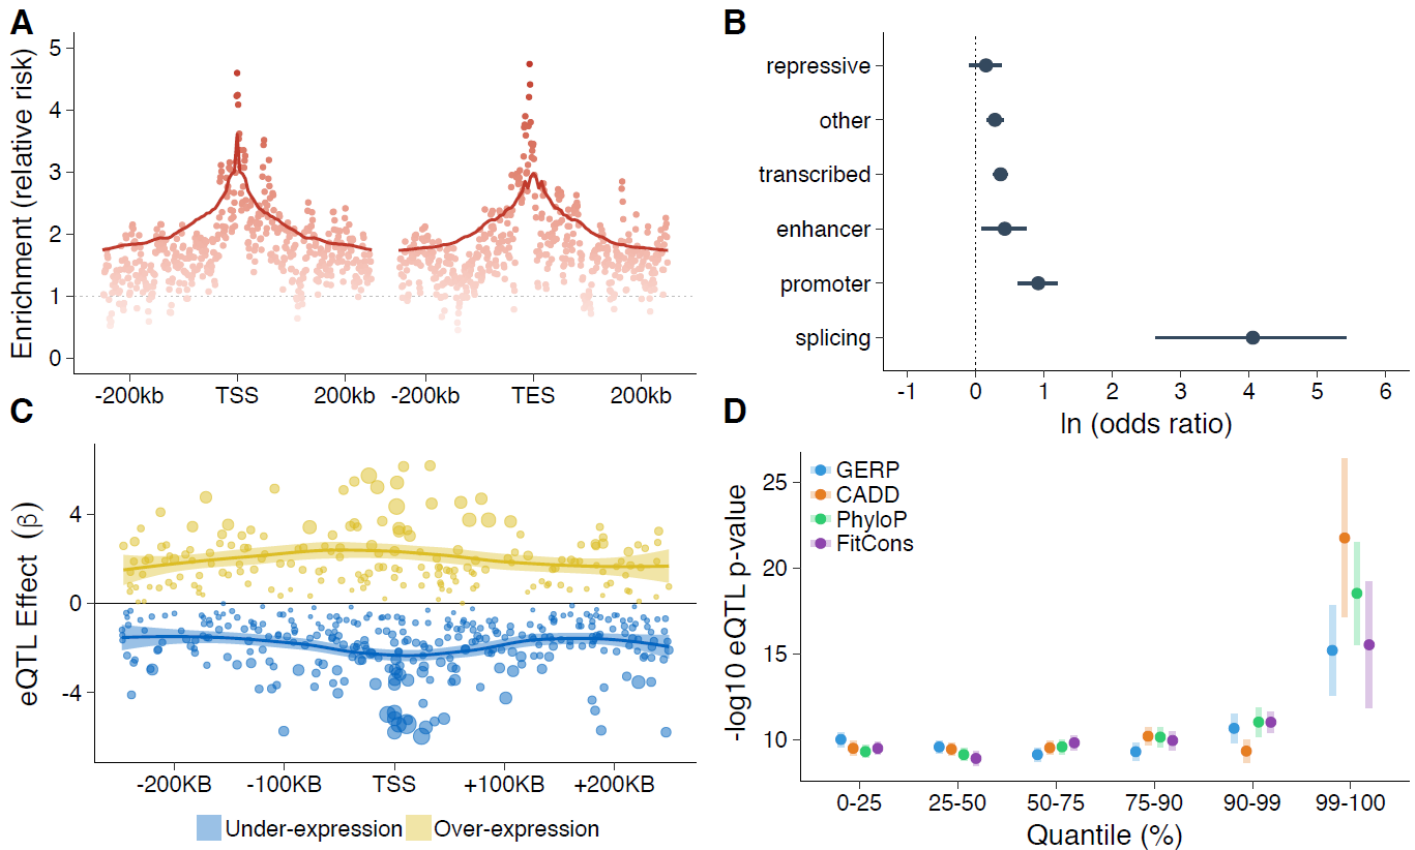 A
Enrichment (relative risk)
5
4
3
2
1
0
-200kb TSS 200kb -200kb TES 200kb
B
repressive
other
transcribed
enhancer
promoter
splicing
-1 0 1 2 3 4 5 6
ln (odds ratio)
C
eQTL Effect (β)
4
0
-4
-200KB -100KB TSS +100KB +200KB
Under-expression Over-expression
D
-log10 eQTL p-value
25
20
15
10
GERP
CADD
PhyloP
FitCons
0-25 25-50 50-75 75-90 90-99 99-100
Quantile (%)